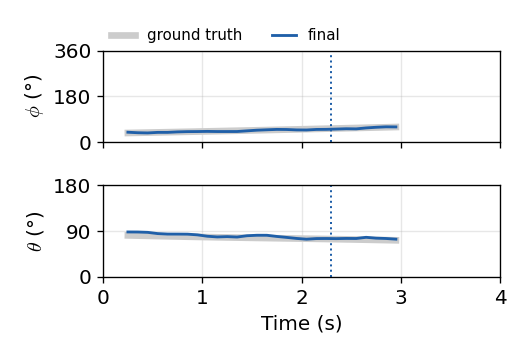 ground truth final
360
180
0
ϕ (°)
180
90
0
θ (°)
0 1 2 3 4
Time (s)